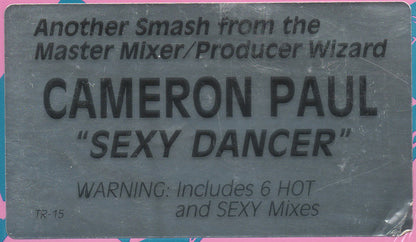 Another Smash from the
Master Mixer/Producer Wizard
CAMERON PAUL
"SEXY DANCER"
WARNING: Includes 6 HOT
and SEXY Mixes
TR-15